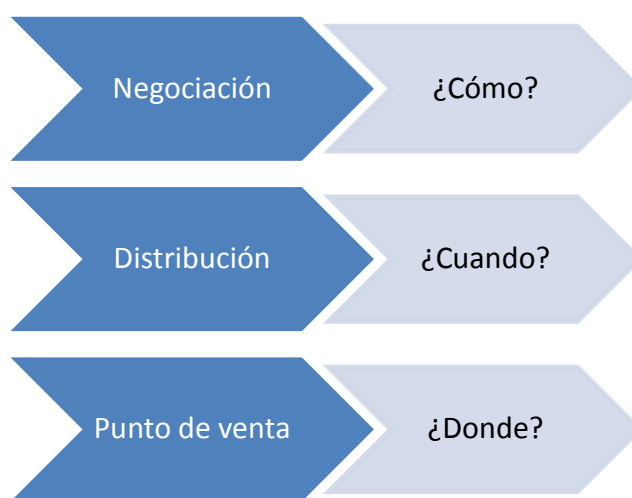 Negociación
¿Cómo?
Distribución
¿Cuando?
Punto de venta
¿Donde?